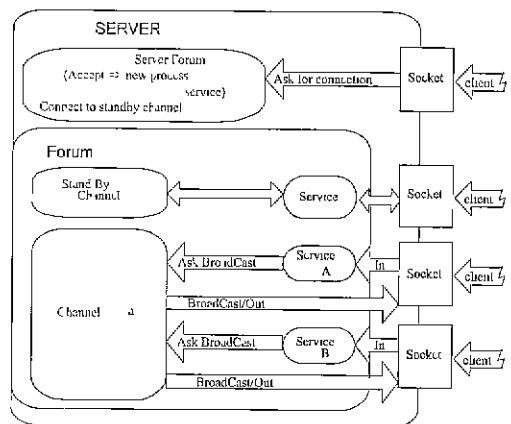 SERVER
Server Forum
(Accept => new process
service)
Connect to standby channel
Ask for connection
Socket
client
Forum
Stand By
Channel
Service
Socket
client
Ask BroadCast
Service
A
In
Socket
client
BroadCast/Out
Channel a
Ask BroadCast
Service
B
In
Socket
client
BroadCast/Out